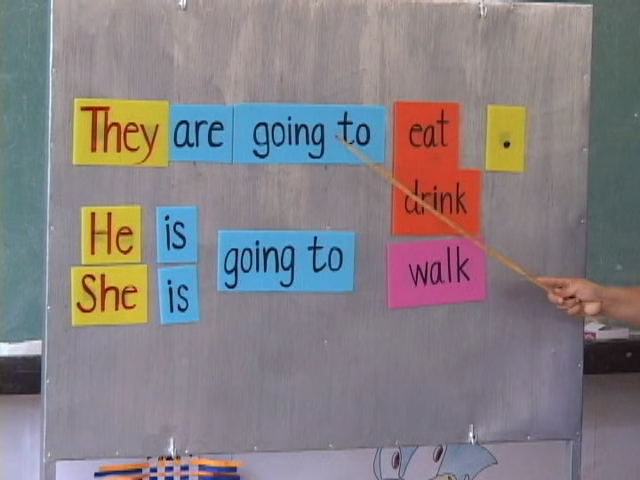 They are going to eat .
drink
He is
going to walk
She is